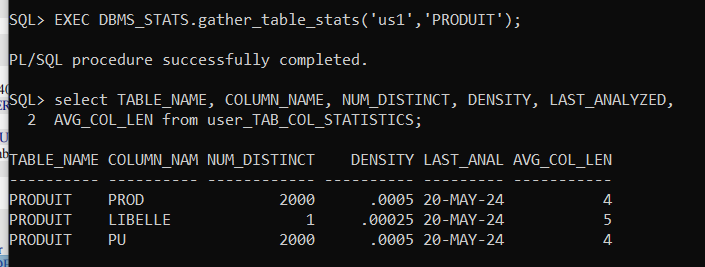 SQL> EXEC DBMS_STATS.gather_table_stats('us1','PRODUIT');
PL/SQL procedure successfully completed.
SQL> select TABLE_NAME, COLUMN_NAME, NUM_DISTINCT, DENSITY, LAST_ANALYZED,
  2  AVG_COL_LEN from user_TAB_COL_STATISTICS;
TABLE_NAME COLUMN_NAM NUM_DISTINCT    DENSITY LAST_ANAL AVG_COL_LEN
---------- ---------- ------------ ---------- --------- -----------
PRODUIT    PROD               2000      .0005 20-MAY-24           4
PRODUIT    LIBELLE               1     .00025 20-MAY-24           5
PRODUIT    PU                 2000      .0005 20-MAY-24           4